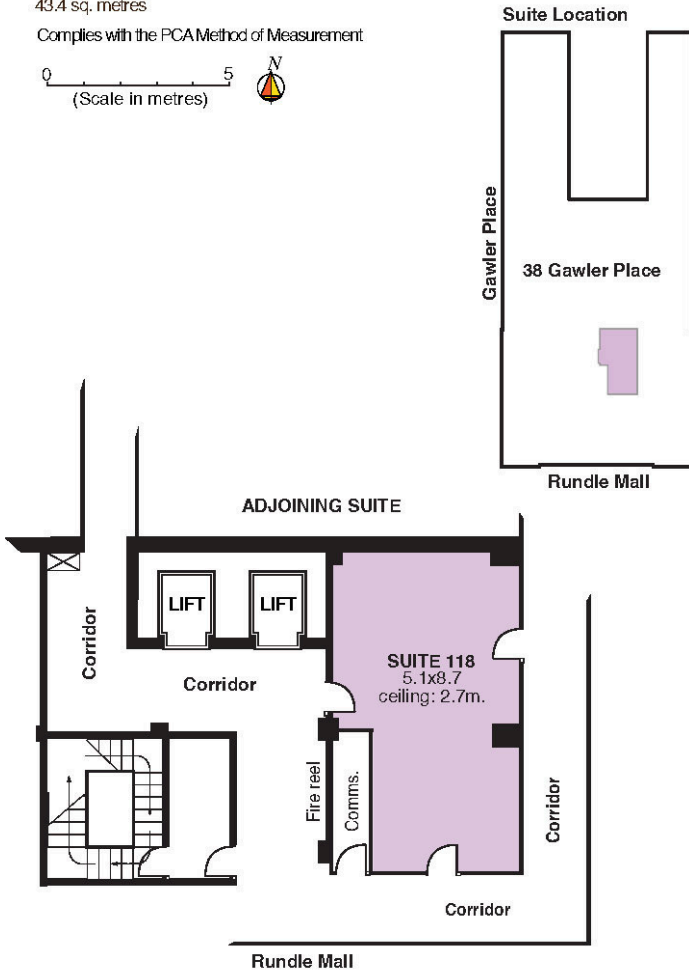 43.4 sq. metres
Complies with the PCA Method of Measurement
0 5
(Scale in metres)
N
Suite Location
Gawler Place
38 Gawler Place
Rundle Mall
ADJOINING SUITE
LIFT
LIFT
Corridor
Corridor
SUITE 118
5.1x8.7
ceiling: 2.7m.
Fire reel
Comms.
Corridor
Corridor
Rundle Mall